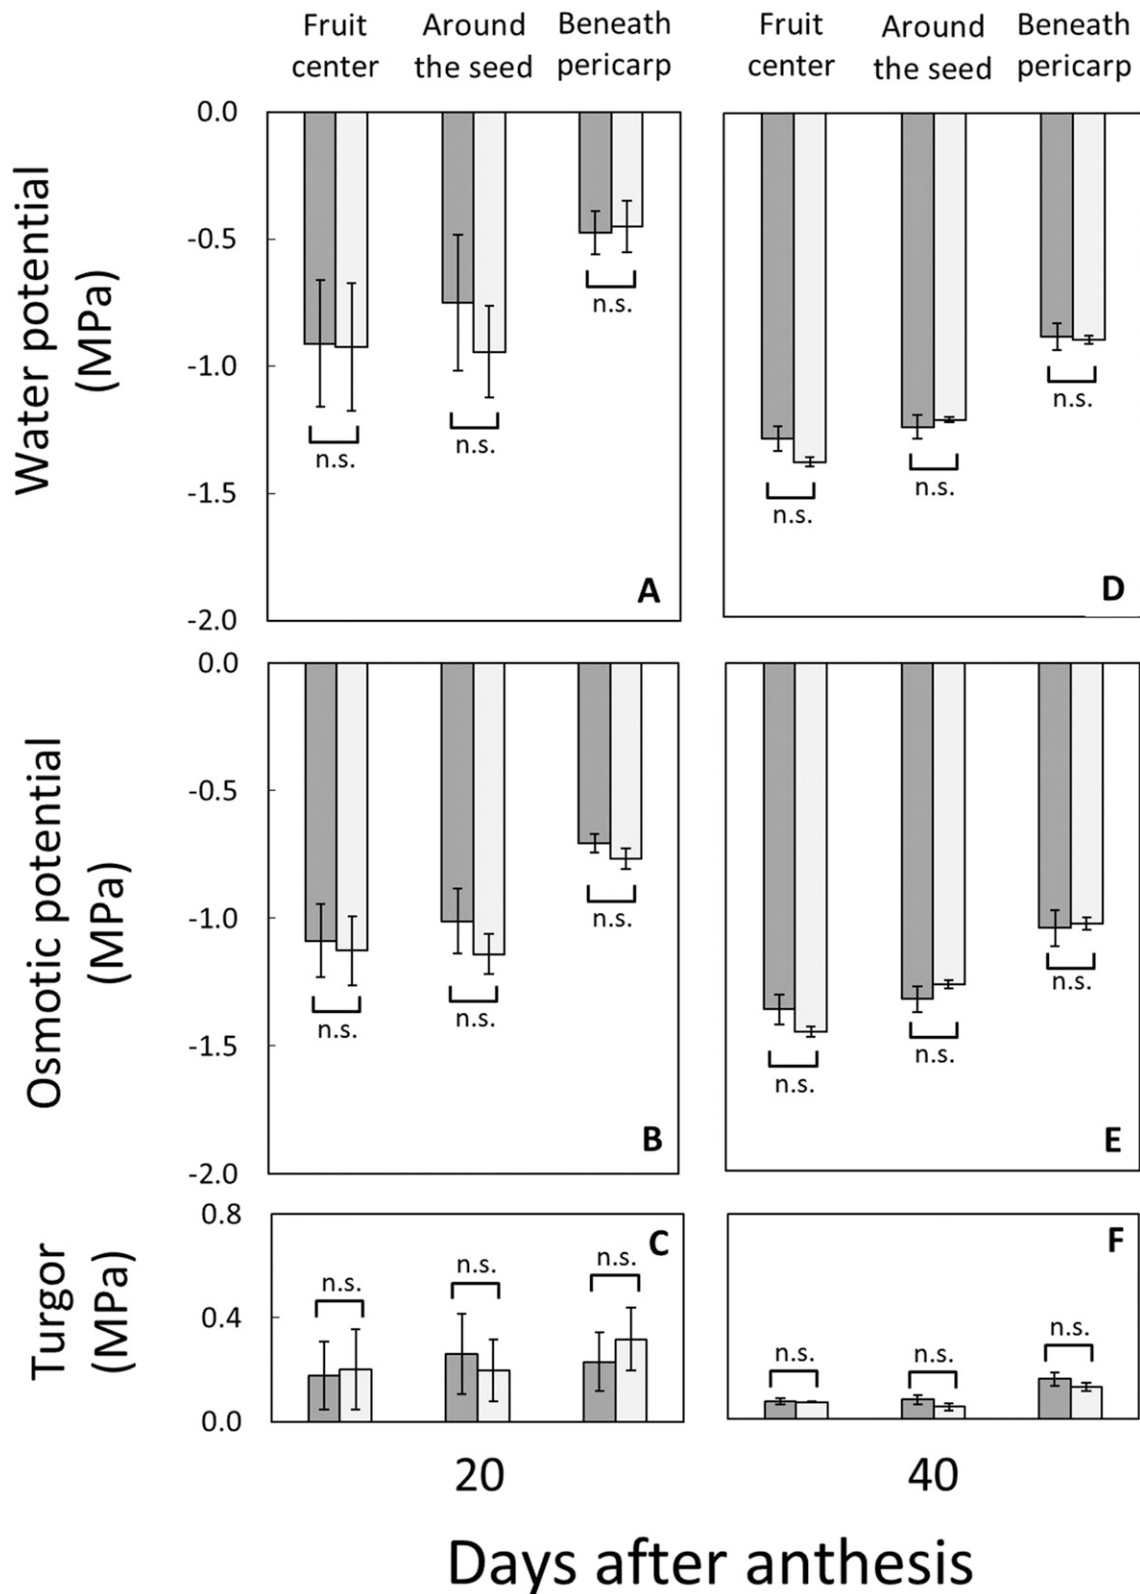 Fruit center
Around the seed
Beneath pericarp
Fruit center
Around the seed
Beneath pericarp
Water potential (MPa)
0.0
-0.5
-1.0
-1.5
-2.0
n.s.
n.s.
n.s.
A
n.s.
n.s.
n.s.
D
Osmotic potential (MPa)
0.0
-0.5
-1.0
-1.5
-2.0
n.s.
n.s.
n.s.
B
n.s.
n.s.
n.s.
E
Turgor (MPa)
0.8
0.4
0.0
n.s.
n.s.
n.s.
C
n.s.
n.s.
n.s.
F
20
40
Days after anthesis